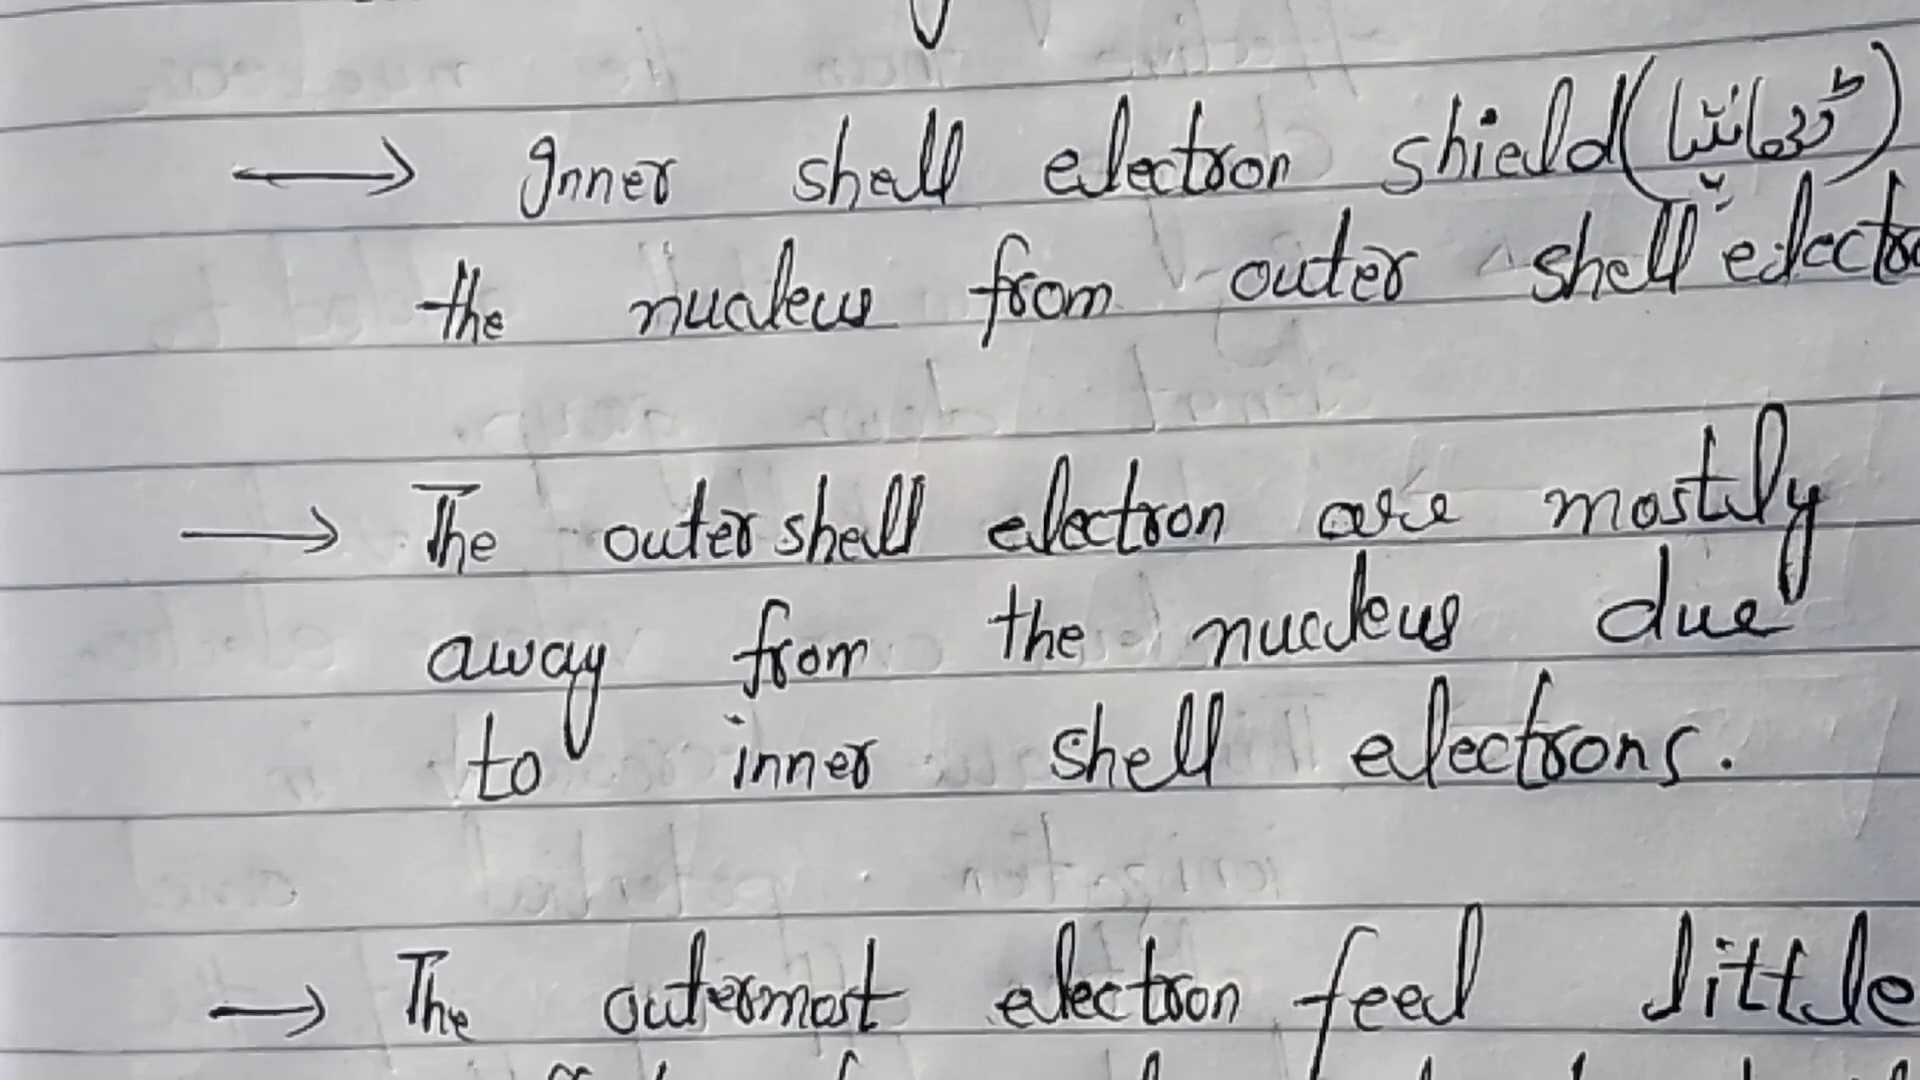 → Inner shell electron shield (ڈھانپنا)
the nucleus from outer shell electro
→ The outer shell electron are mostly
away from the nucleus due
to inner shell electrons.
→ The outermost electron feel little